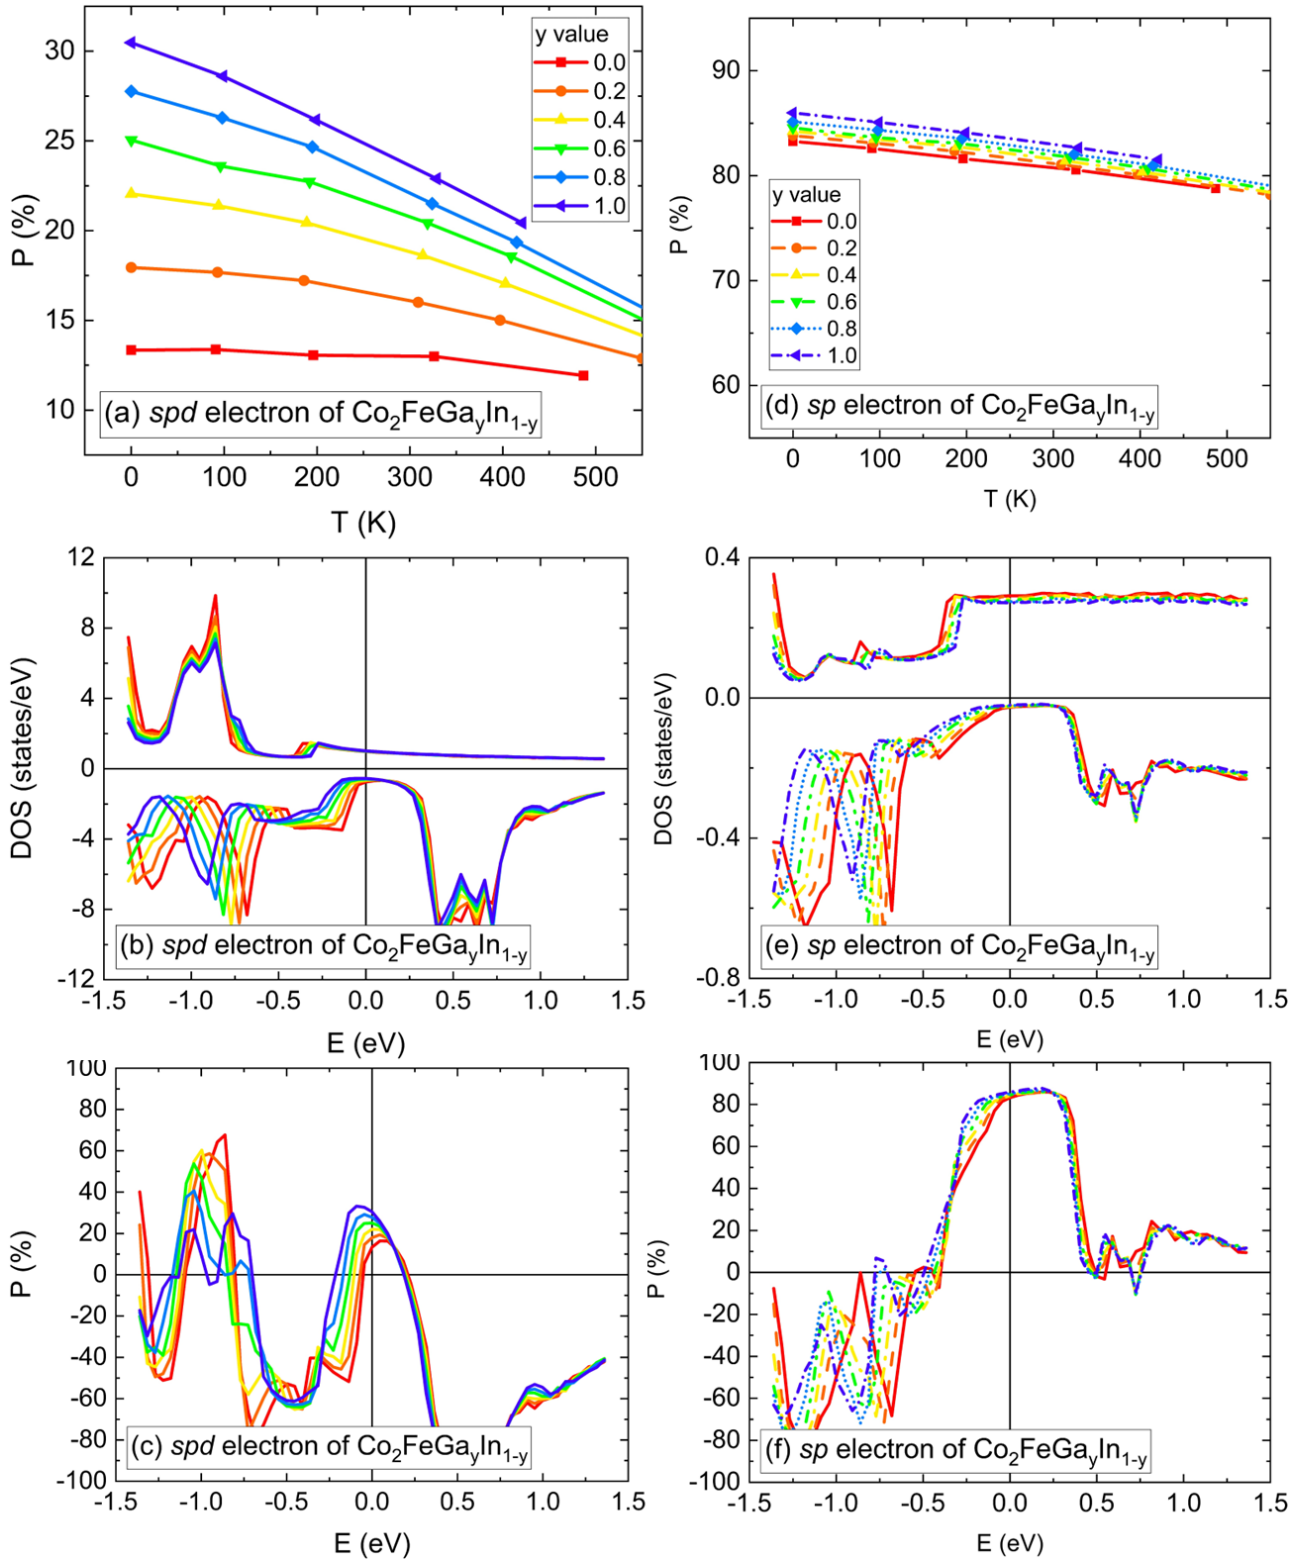 30
25
20
15
10
P (%)
y value
0.0
0.2
0.4
0.6
0.8
1.0
(a) spd electron of Co2FeGayIn1-y
0 100 200 300 400 500
T (K)
90
80
70
60
P (%)
y value
0.0
0.2
0.4
0.6
0.8
1.0
(d) sp electron of Co2FeGayIn1-y
0 100 200 300 400 500
T (K)
12
8
4
0
-4
-8
-12
DOS (states/eV)
(b) spd electron of Co2FeGayIn1-y
-1.5 -1.0 -0.5 0.0 0.5 1.0 1.5
E (eV)
0.4
0.0
-0.4
-0.8
DOS (states/eV)
(e) sp electron of Co2FeGayIn1-y
-1.5 -1.0 -0.5 0.0 0.5 1.0 1.5
E (eV)
100
80
60
40
20
0
-20
-40
-60
-80
-100
P (%)
(c) spd electron of Co2FeGayIn1-y
-1.5 -1.0 -0.5 0.0 0.5 1.0 1.5
E (eV)
100
80
60
40
20
0
-20
-40
-60
-80
-100
P (%)
(f) sp electron of Co2FeGayIn1-y
-1.5 -1.0 -0.5 0.0 0.5 1.0 1.5
E (eV)